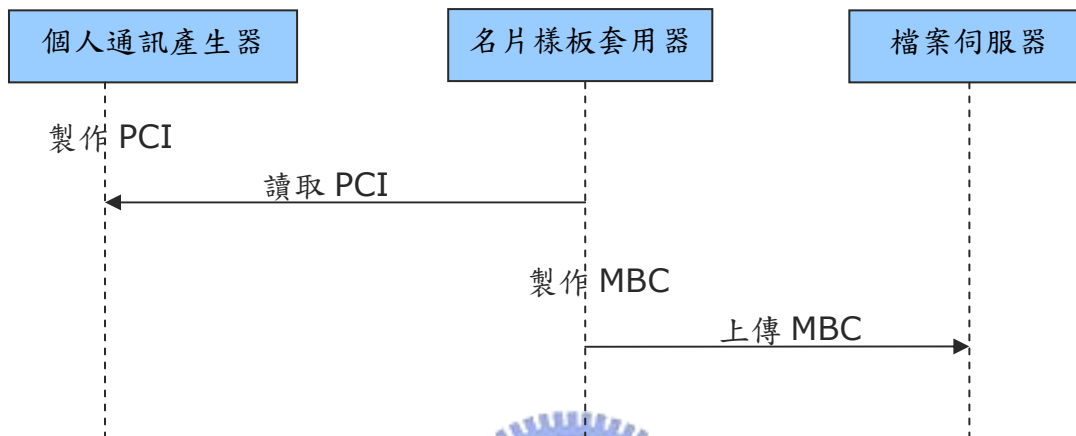 個人通訊產生器
名片樣板套用器
檔案伺服器
製作 PCI
讀取 PCI
製作 MBC
上傳 MBC